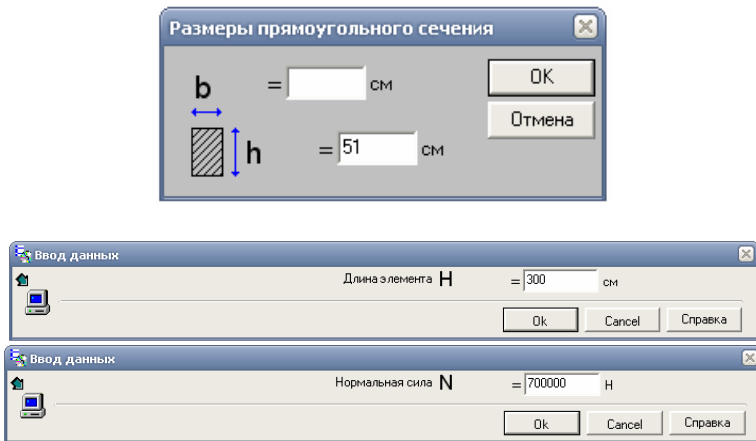 Размеры прямоугольного сечения
b = см
OK
Отмена
h = 51 см
Ввод данных
Длина элемента H = 300 см
Ok Cancel Справка
Ввод данных
Нормальная сила N = 700000 Н
Ok Cancel Справка